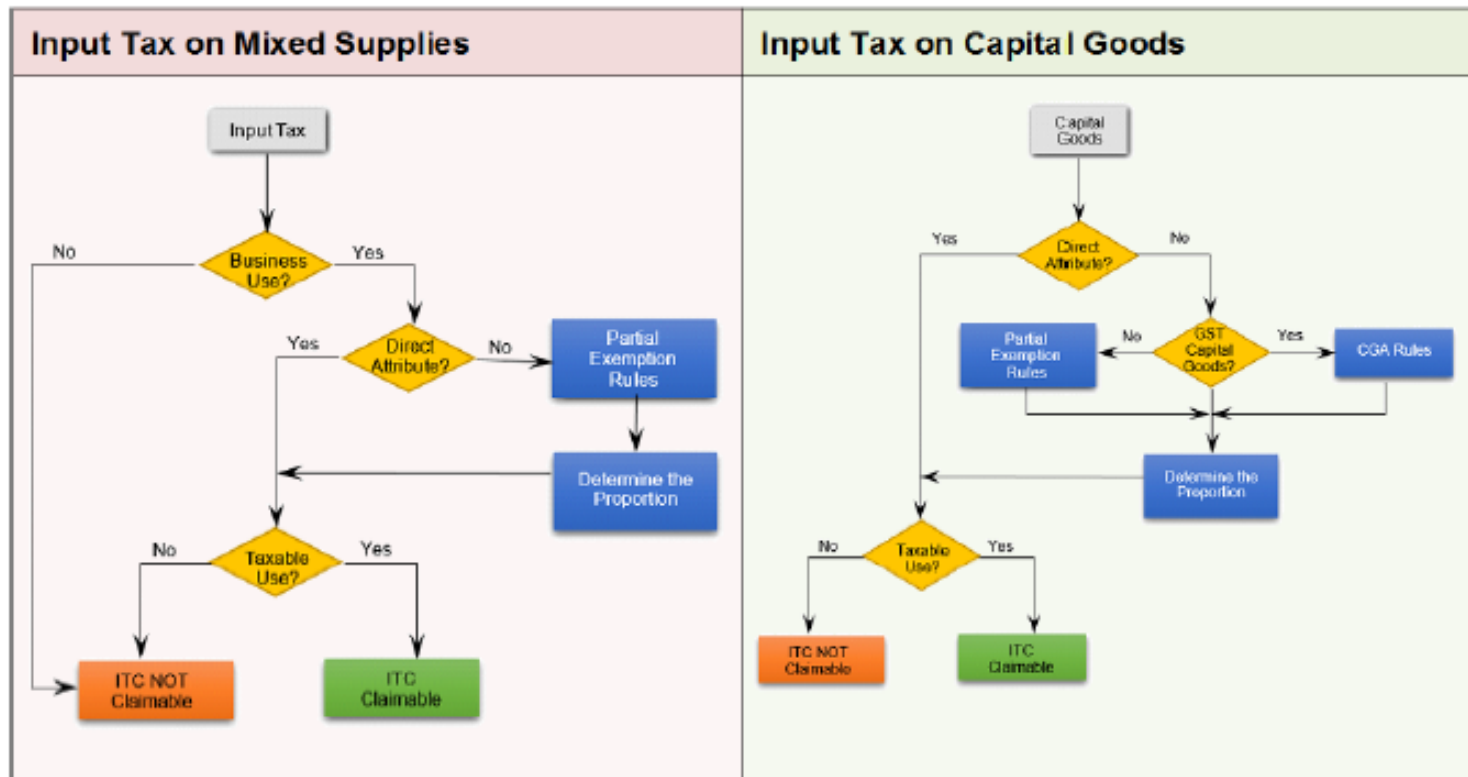 Input Tax on Mixed Supplies
Input Tax
No
Yes
Business
Use?
Yes
Direct
Attribute?
No
Partial
Exemption
Rules
Determine the
Proportion
No
Taxable
Use?
Yes
ITC NOT
Claimable
ITC
Claimable
Input Tax on Capital Goods
Capital
Goods
Yes
Direct
Attribute?
No
Partial
Exemption
Rules
No
GST
Capital
Goods?
Yes
CGA Rules
Determine the
Proportion
No
Taxable
Use?
Yes
ITC NOT
Claimable
ITC
Claimable